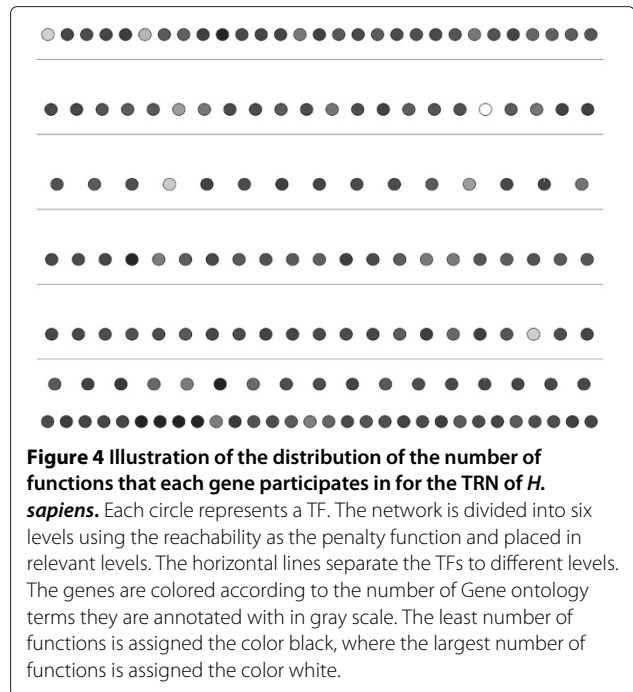 Figure 4 Illustration of the distribution of the number of
functions that each gene participates in for the TRN of H.
sapiens. Each circle represents a TF. The network is divided into six
levels using the reachability as the penalty function and placed in
relevant levels. The horizontal lines separate the TFs to different levels.
The genes are colored according to the number of Gene ontology
terms they are annotated with in gray scale. The least number of
functions is assigned the color black, where the largest number of
functions is assigned the color white.